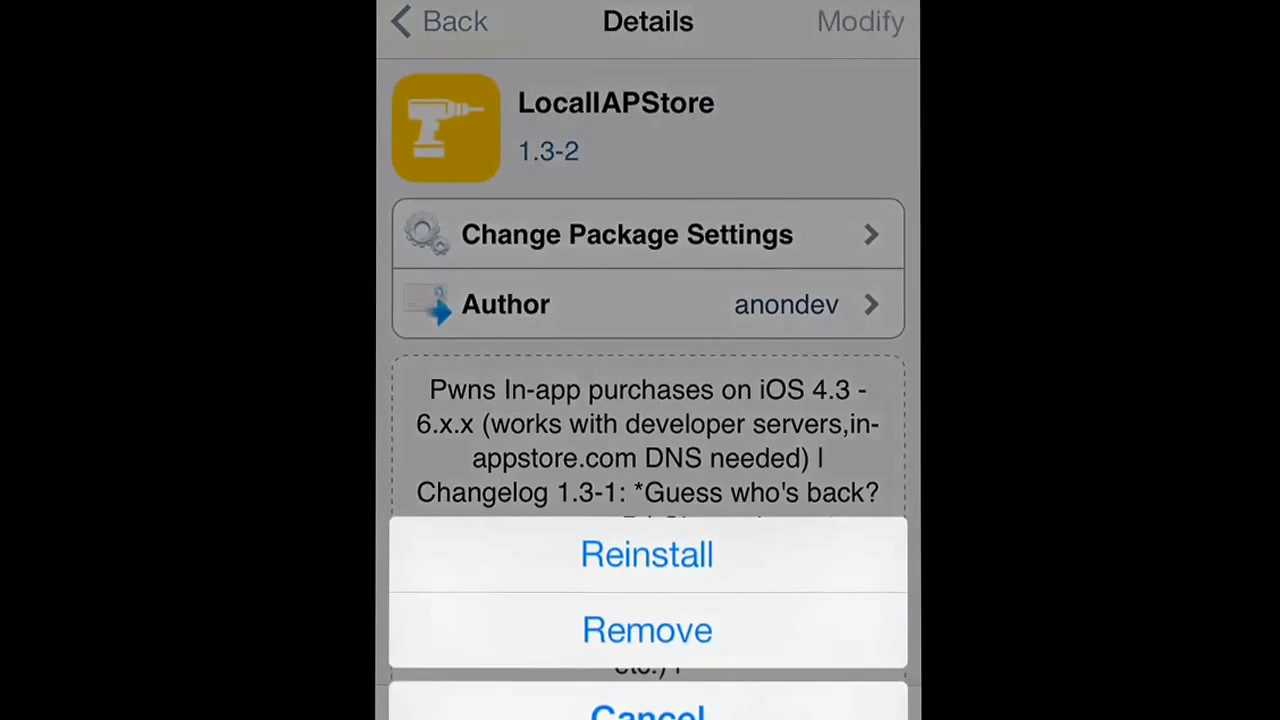 Back
Details
Modify
LocalIAPStore
1.3-2
Change Package Settings
Author
anondev
Pwns In-app purchases on iOS 4.3 -
6.x.x (works with developer servers,in-
appstore.com DNS needed) |
Changelog 1.3-1: *Guess who's back?
Reinstall
Remove
etc.) |
Cancel